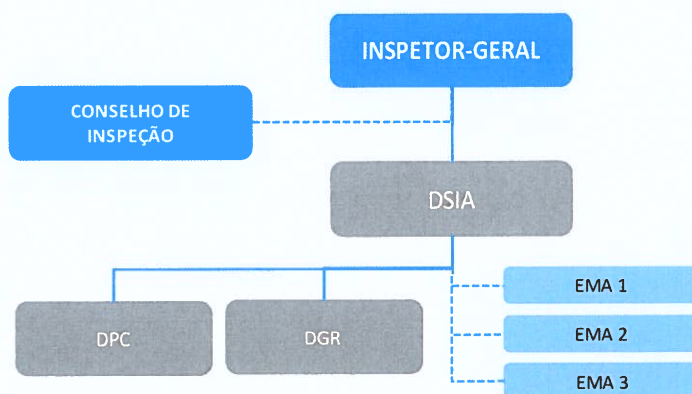 INSPETOR-GERAL
CONSELHO DE
INSPEÇÃO
DSIA
DPC
DGR
EMA 1
EMA 2
EMA 3